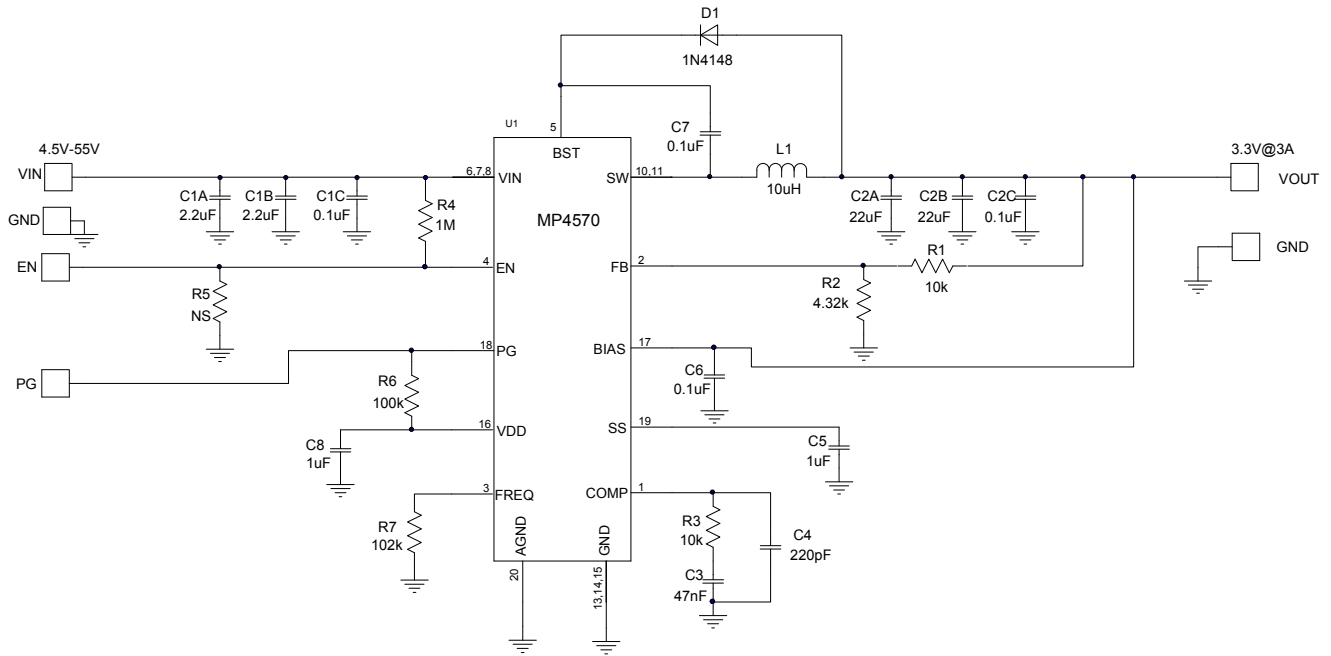 D1
1N4148
U1
5
BST
C7
0.1uF
L1
10uH
4.5V-55V
VIN
6,7,8
VIN
SW
10,11
3.3V@3A
VOUT
C1A
2.2uF
C1B
2.2uF
C1C
0.1uF
R4
1M
MP4570
C2A
22uF
C2B
22uF
C2C
0.1uF
GND
GND
EN
4
EN
FB
2
R1
10k
R5
NS
R2
4.32k
PG
18
PG
BIAS
17
C6
0.1uF
R6
100k
16
VDD
SS
19
C8
1uF
C5
1uF
3
FREQ
COMP
1
R7
102k
R3
10k
C4
220pF
C3
47nF
AGND
GND
20
13,14,15